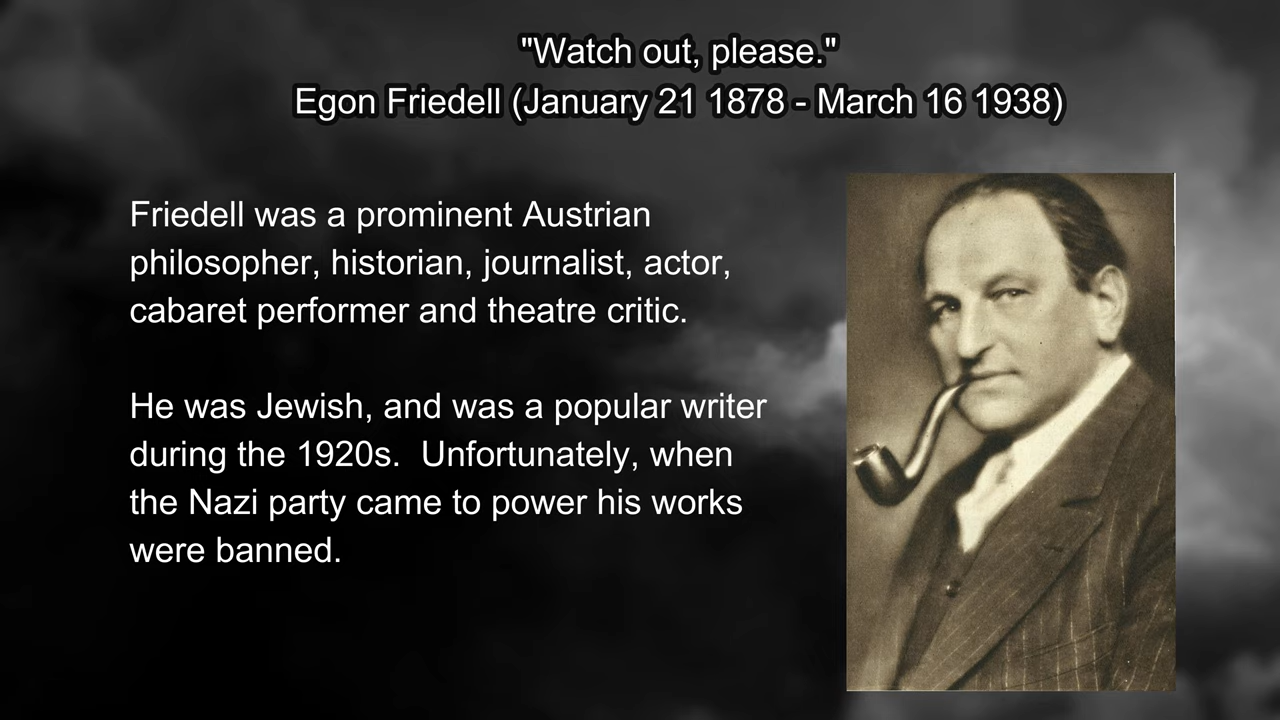 "Watch out, please."
Egon Friedell (January 21 1878 - March 16 1938)
Friedell was a prominent Austrian
philosopher, historian, journalist, actor,
cabaret performer and theatre critic.
He was Jewish, and was a popular writer
during the 1920s.  Unfortunately, when
the Nazi party came to power his works
were banned.